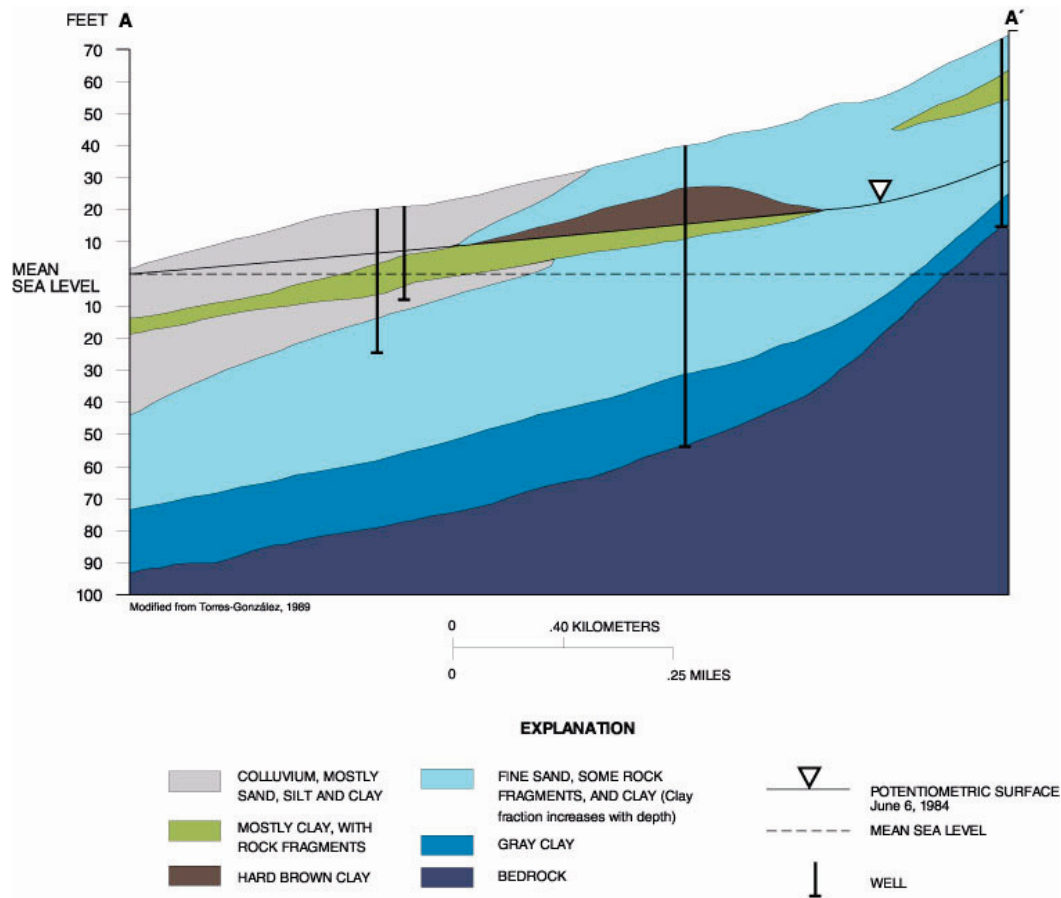 FEET A
A´
70
60
50
40
30
20
10
MEAN
SEA LEVEL
10
20
30
40
50
60
70
80
90
100
Modified from Torres-González, 1989
0 .40 KILOMETERS
0 .25 MILES
EXPLANATION
COLLUVIUM, MOSTLY
SAND, SILT AND CLAY
MOSTLY CLAY, WITH
ROCK FRAGMENTS
HARD BROWN CLAY
FINE SAND, SOME ROCK
FRAGMENTS, AND CLAY (Clay
fraction increases with depth)
GRAY CLAY
BEDROCK
POTENTIOMETRIC SURFACE
June 6, 1984
MEAN SEA LEVEL
WELL